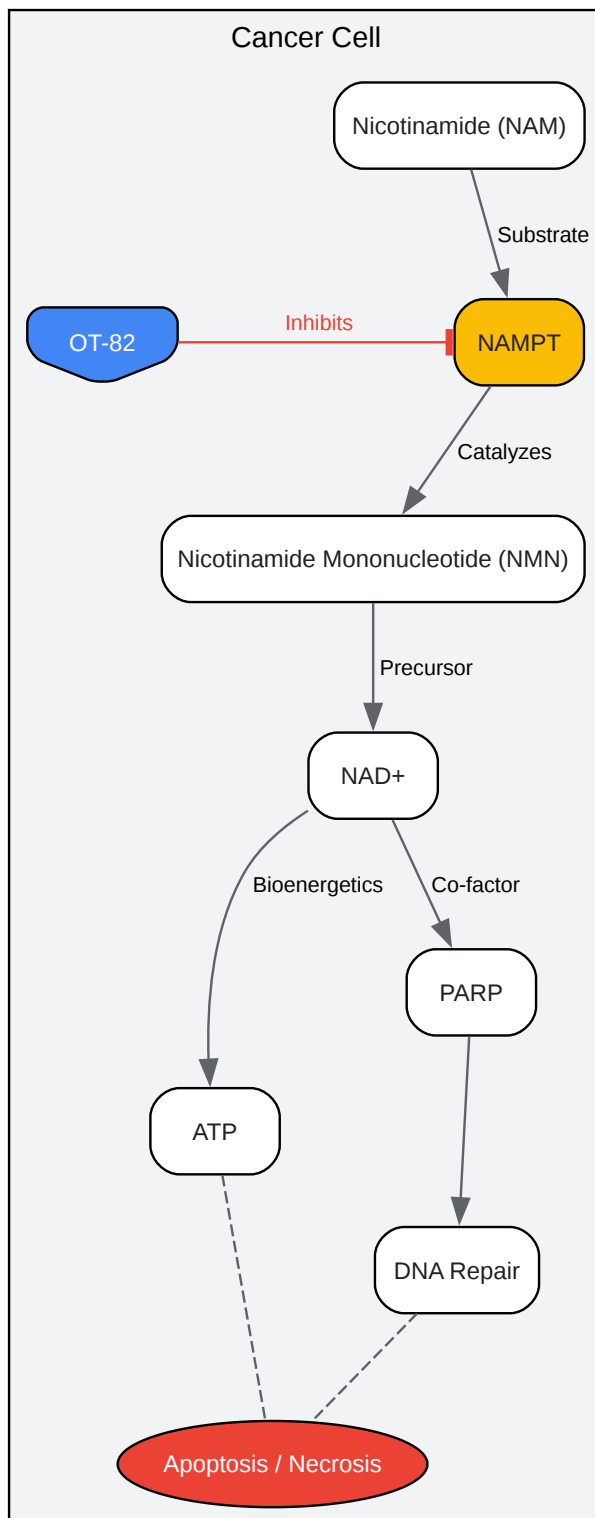 Cancer Cell
Nicotinamide (NAM)
Substrate
OT-82
Inhibits
NAMPT
Catalyzes
Nicotinamide Mononucleotide (NMN)
Precursor
NAD+
Bioenergetics
Co-factor
PARP
ATP
DNA Repair
Apoptosis / Necrosis